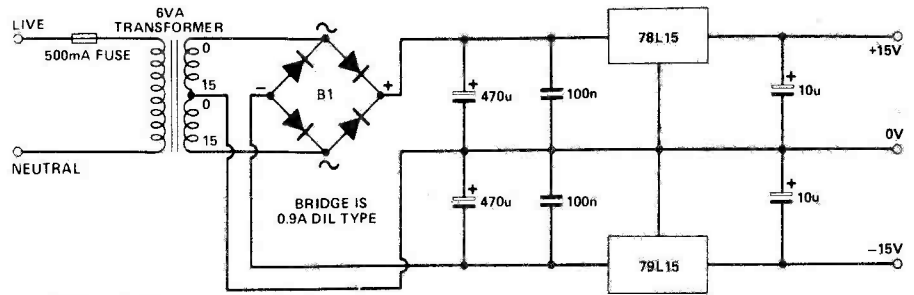 LIVE
500mA FUSE
NEUTRAL
6VA
TRANSFORMER
0
15
0
15
~
-
+
B1
~
BRIDGE IS
0.9A DIL TYPE
+
470u
100n
+
470u
100n
78L15
79L15
+
10u
+
10u
+15V
0V
-15V